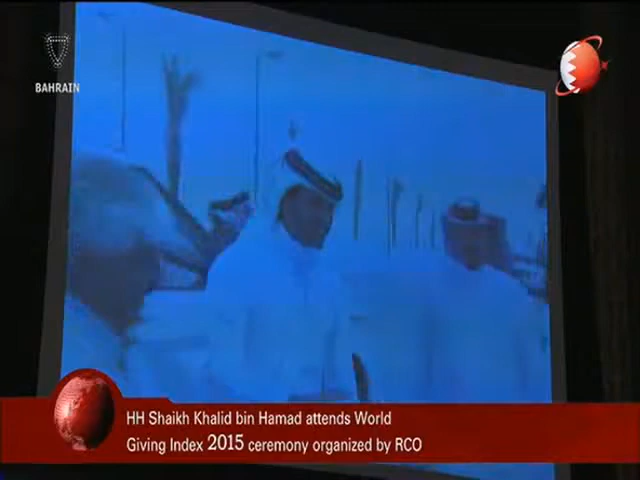 BAHRAIN
HH Shaikh Khalid bin Hamad attends World
Giving Index 2015 ceremony organized by RCO